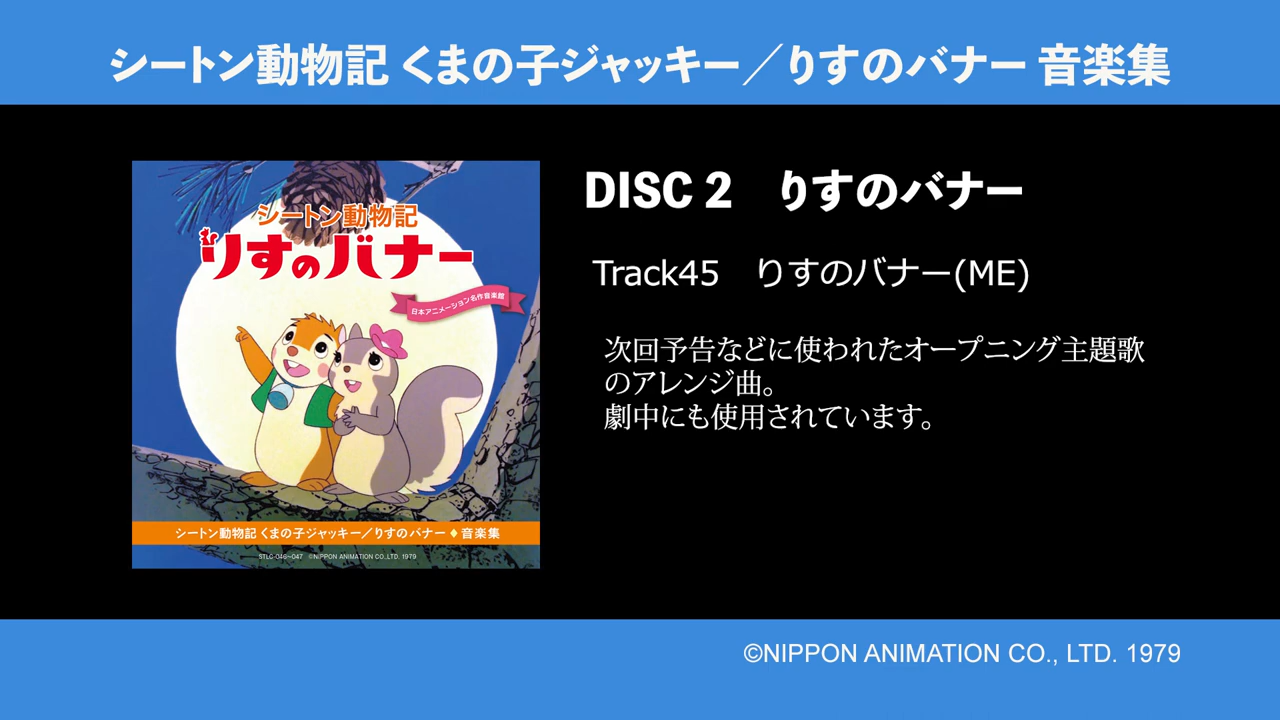 シートン動物記 くまの子ジャッキー／りすのバナー 音楽集
シートン動物記
りすのバナー
日本アニメーション名作音楽館
シートン動物記 くまの子ジャッキー／りすのバナー♦音楽集
STLC-046〜047 ©NIPPON ANIMATION CO.,LTD. 1979
DISC 2　りすのバナー
Track45　りすのバナー(ME)
次回予告などに使われたオープニング主題歌
のアレンジ曲。
劇中にも使用されています。
©NIPPON ANIMATION CO., LTD. 1979